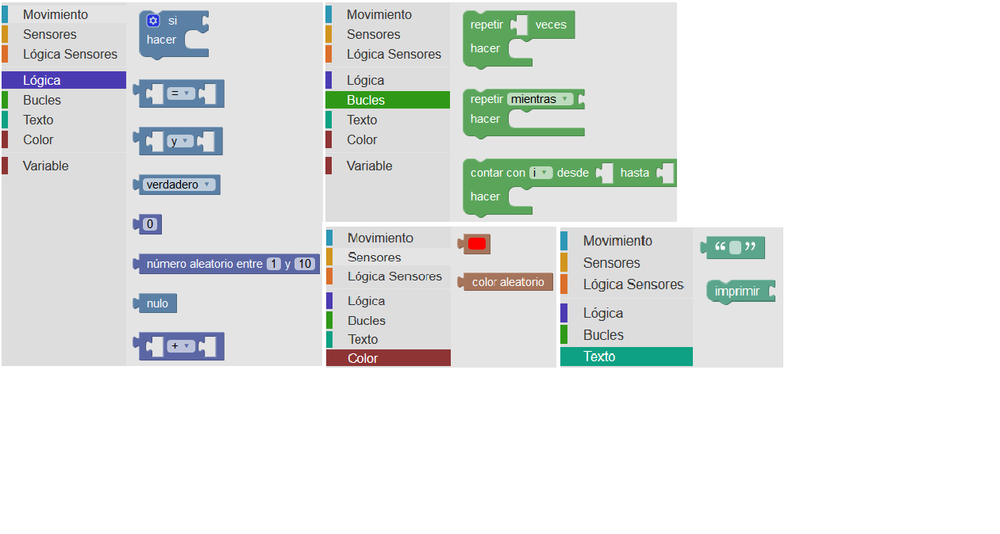 Movimiento
Sensores
Lógica Sensores
Lógica
Bucles
Texto
Color
Variable
si
hacer
=
y
verdadero
0
número aleatorio entre 1 y 10
nulo
+
Movimiento
Sensores
Lógica Sensores
Lógica
Bucles
Texto
Color
Variable
repetir veces
hacer
repetir mientras
hacer
contar con i desde hasta
hacer
Movimiento
Sensores
Lógica Sensores
Lógica
Bucles
Texto
Color
color aleatorio
Movimiento
Sensores
Lógica Sensores
Lógica
Bucles
Texto
“ ”
imprimir